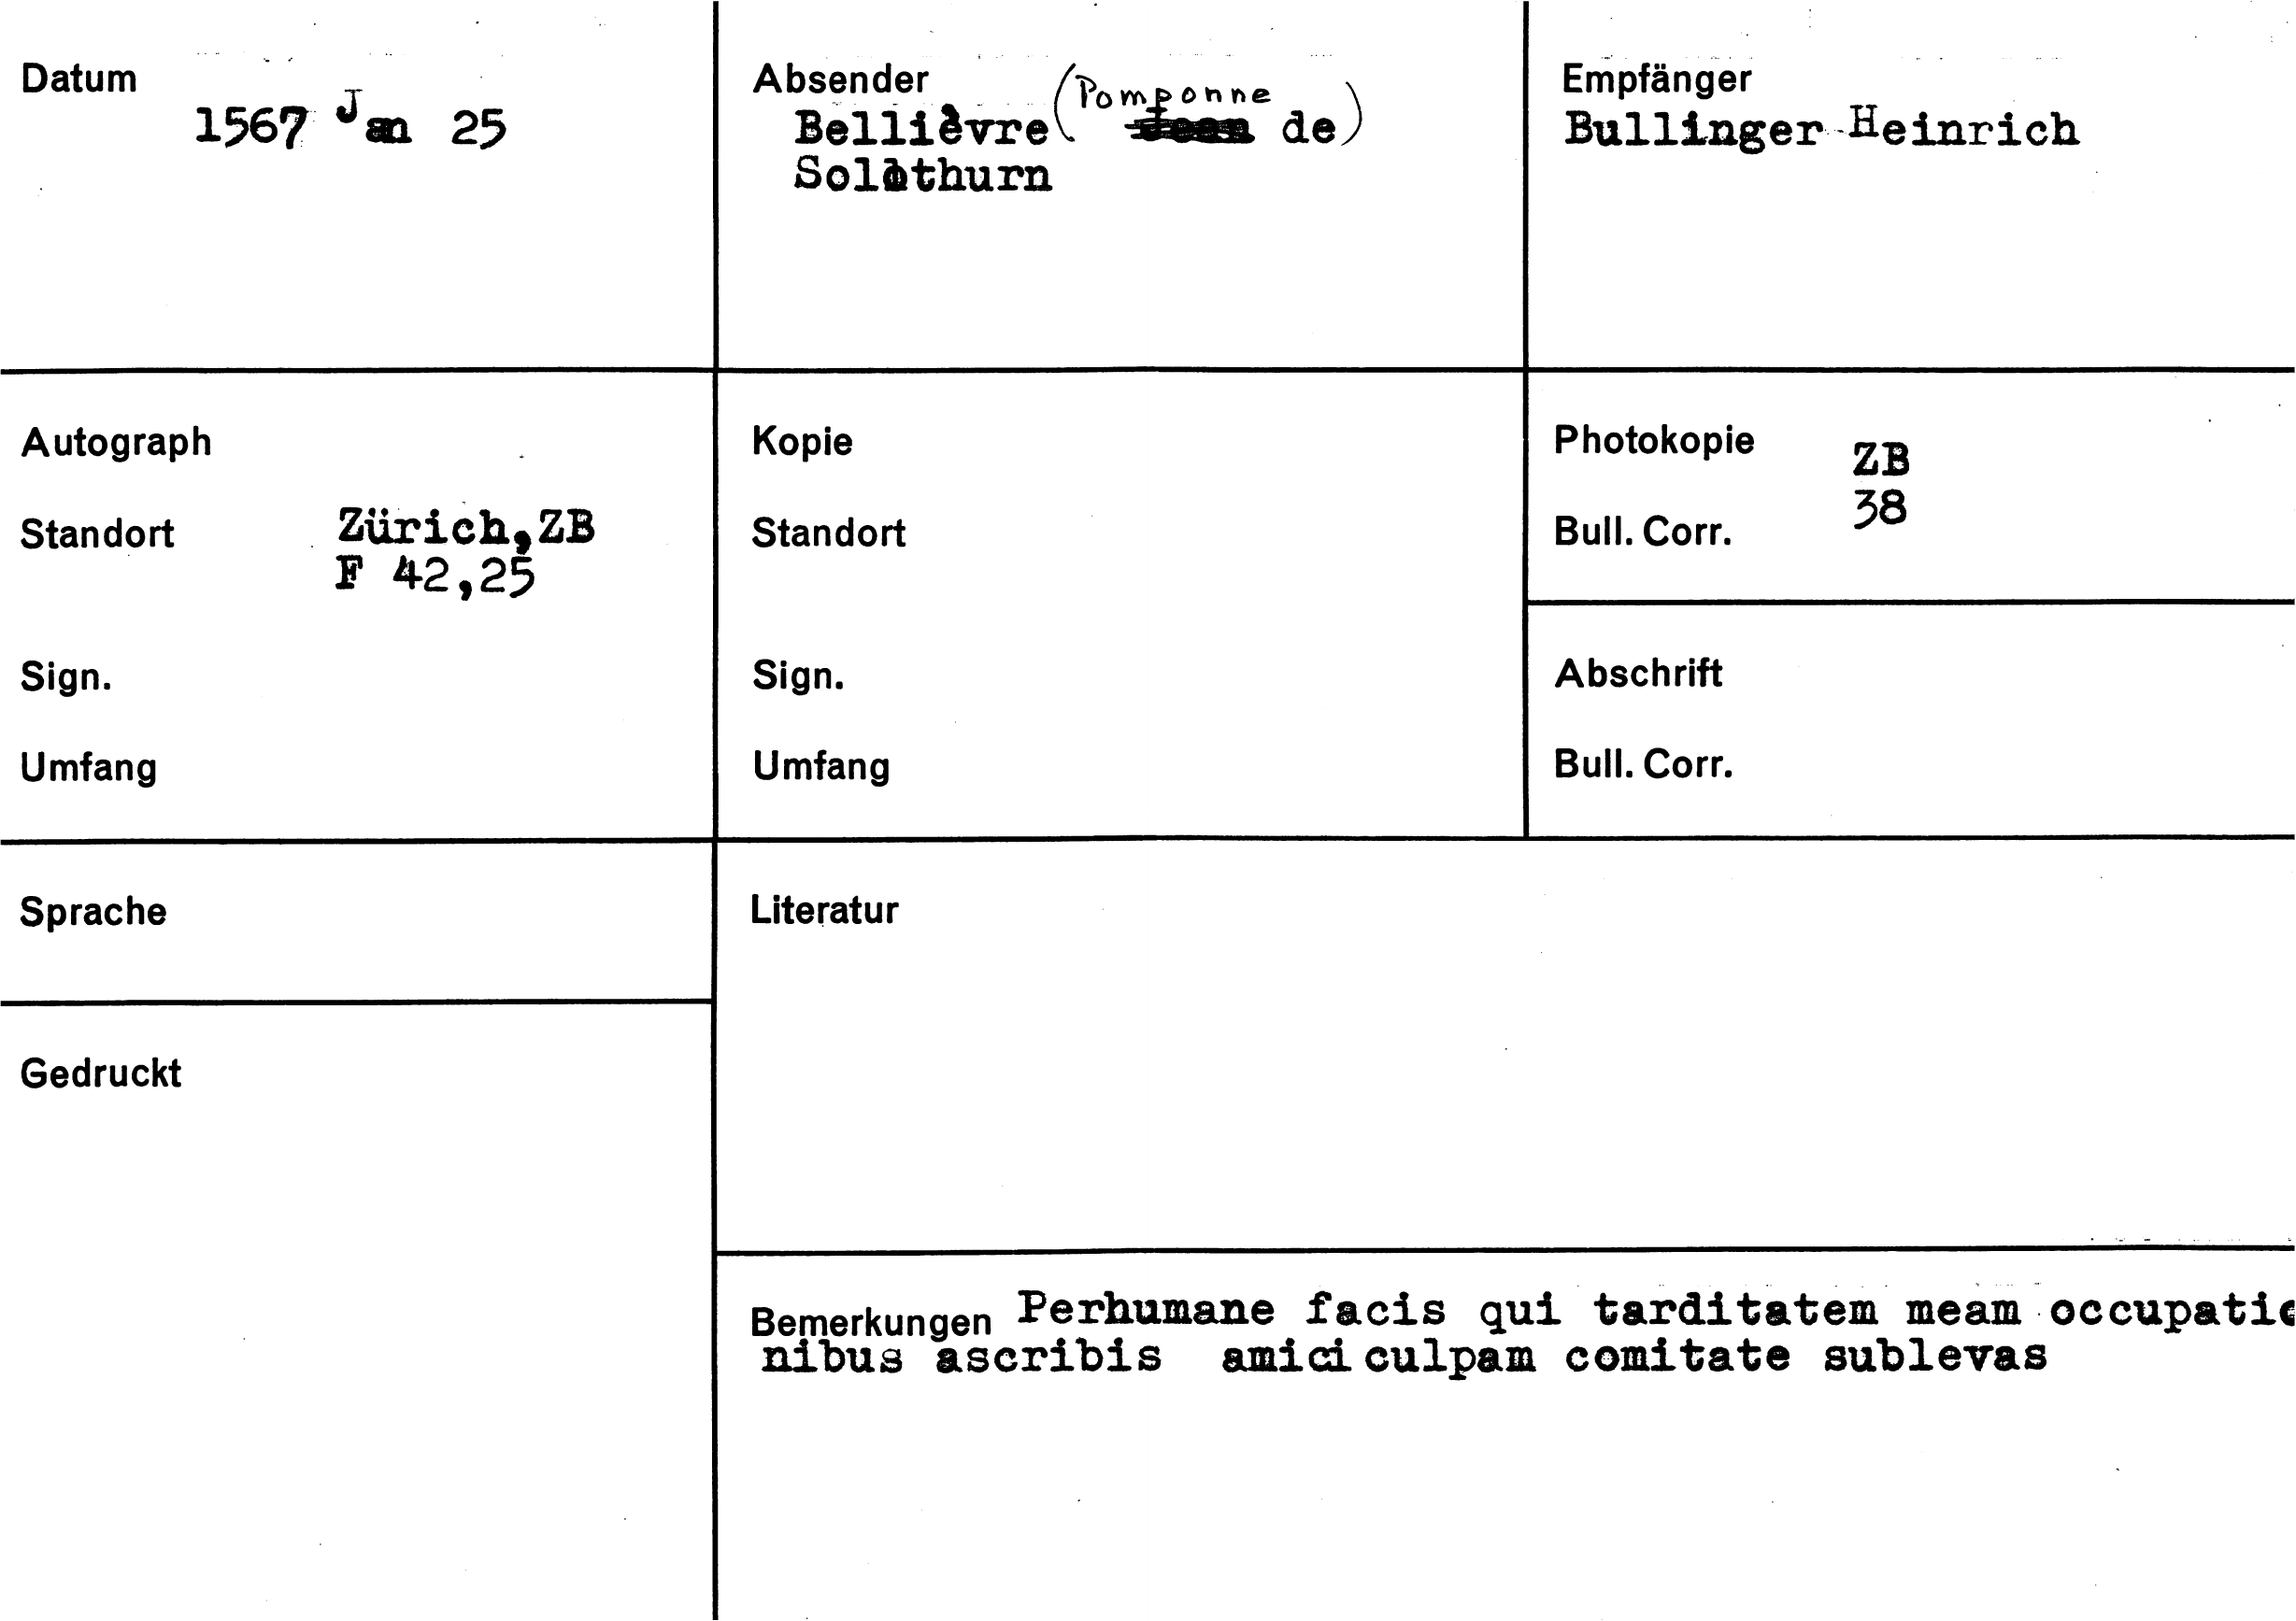 Datum
1567 Jan 25
Absender
Bellièvre (Pomponne de)
Solothurn
Empfänger
Bullinger Heinrich
Autograph
Standort Zürich,ZB
F 42,25
Sign.
Umfang
Kopie
Standort
Sign.
Umfang
Photokopie ZB
Bull. Corr. 38
Abschrift
Bull. Corr.
Sprache
Literatur
Gedruckt
Bemerkungen Perhumane facis qui tarditatem meam occupatio
nibus ascribis amici culpam comitate sublevas